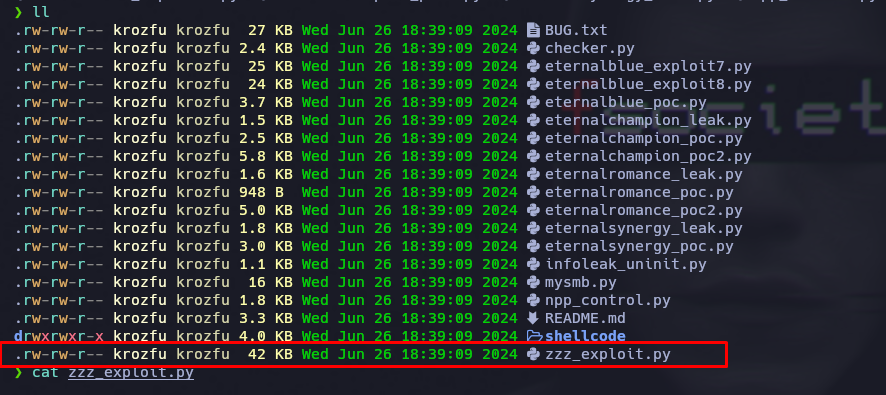 ❯ ll
.rw-rw-r-- krozfu krozfu  27 KB Wed Jun 26 18:39:09 2024 BUG.txt
.rw-rw-r-- krozfu krozfu 2.4 KB Wed Jun 26 18:39:09 2024 checker.py
.rw-rw-r-- krozfu krozfu  25 KB Wed Jun 26 18:39:09 2024 eternalblue_exploit7.py
.rw-rw-r-- krozfu krozfu  24 KB Wed Jun 26 18:39:09 2024 eternalblue_exploit8.py
.rw-rw-r-- krozfu krozfu 3.7 KB Wed Jun 26 18:39:09 2024 eternalblue_poc.py
.rw-rw-r-- krozfu krozfu 1.5 KB Wed Jun 26 18:39:09 2024 eternalchampion_leak.py
.rw-rw-r-- krozfu krozfu 2.5 KB Wed Jun 26 18:39:09 2024 eternalchampion_poc.py
.rw-rw-r-- krozfu krozfu 5.8 KB Wed Jun 26 18:39:09 2024 eternalchampion_poc2.py
.rw-rw-r-- krozfu krozfu 1.6 KB Wed Jun 26 18:39:09 2024 eternalromance_leak.py
.rw-rw-r-- krozfu krozfu 948 B  Wed Jun 26 18:39:09 2024 eternalromance_poc.py
.rw-rw-r-- krozfu krozfu 5.0 KB Wed Jun 26 18:39:09 2024 eternalromance_poc2.py
.rw-rw-r-- krozfu krozfu 1.8 KB Wed Jun 26 18:39:09 2024 eternalsynergy_leak.py
.rw-rw-r-- krozfu krozfu 3.0 KB Wed Jun 26 18:39:09 2024 eternalsynergy_poc.py
.rw-rw-r-- krozfu krozfu 1.1 KB Wed Jun 26 18:39:09 2024 infoleak_uninit.py
.rw-rw-r-- krozfu krozfu  16 KB Wed Jun 26 18:39:09 2024 mysmb.py
.rw-rw-r-- krozfu krozfu 1.8 KB Wed Jun 26 18:39:09 2024 npp_control.py
.rw-rw-r-- krozfu krozfu 3.3 KB Wed Jun 26 18:39:09 2024 README.md
drwxrwxr-x krozfu krozfu 4.0 KB Wed Jun 26 18:39:09 2024 shellcode
.rw-rw-r-- krozfu krozfu  42 KB Wed Jun 26 18:39:09 2024 zzz_exploit.py
❯ cat zzz_exploit.py
societ